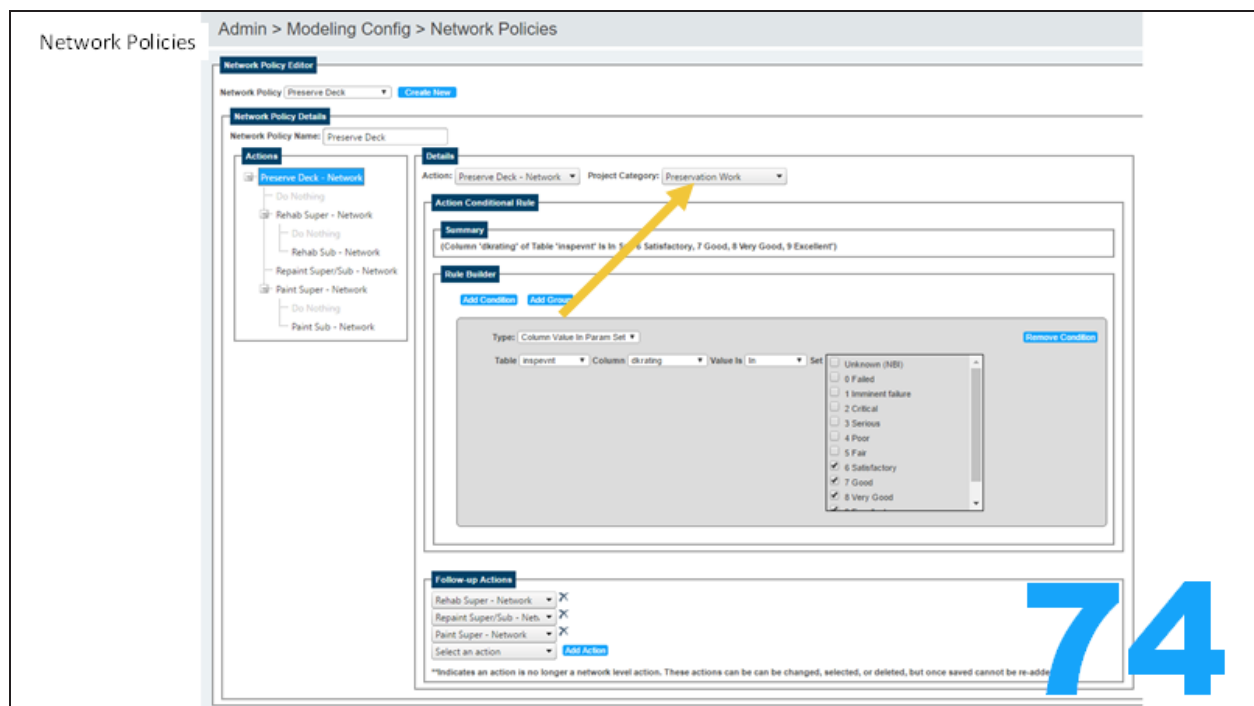 Network Policies
Admin > Modeling Config > Network Policies
Network Policy Editor
Network Policy Preserve Deck Create New
Network Policy Details
Network Policy Name: Preserve Deck
Actions
Preserve Deck - Network
Do Nothing
Rehab Super - Network
Do Nothing
Rehab Sub - Network
Repaint Super/Sub - Network
Paint Super - Network
Do Nothing
Paint Sub - Network
Details
Action: Preserve Deck - Network Project Category: Preservation Work
Action Conditional Rule
Summary
(Column 'dkrating' of Table 'inspevnt' Is In 6 Satisfactory, 7 Good, 8 Very Good, 9 Excellent')
Rule Builder
Add Condition Add Group
Type: Column Value In Param Set Remove Condition
Table inspevnt Column dkrating Value Is In Set
Unknown (NBI)
0 Failed
1 Imminent failure
2 Critical
3 Serious
4 Poor
5 Fair
6 Satisfactory
7 Good
8 Very Good
Follow-up Actions
Rehab Super - Network
Repaint Super/Sub - Netw
Paint Super - Network
Select an action Add Action
**Indicates an action is no longer a network level action. These actions can be can be changed, selected, or deleted, but once saved cannot be re-adde
74